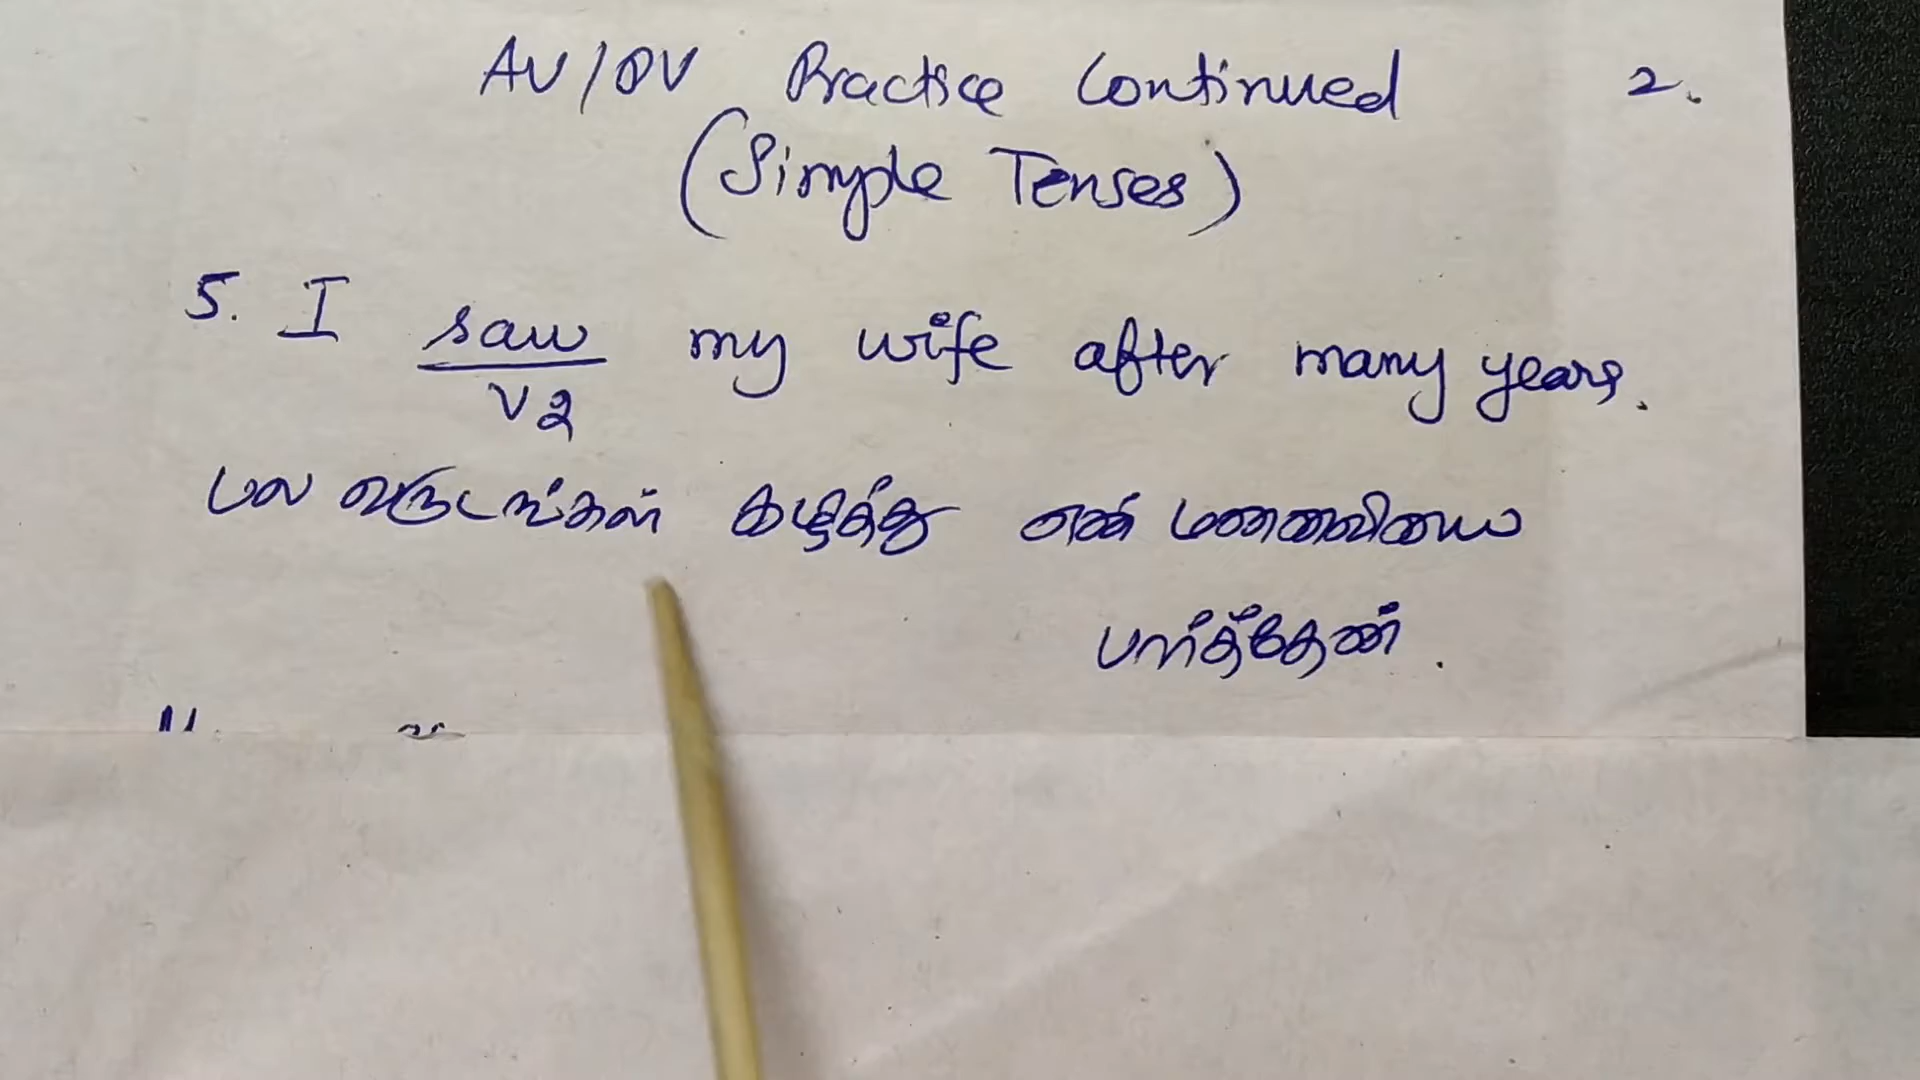 AV/PV Practice Continued 2.
(Simple Tenses)
5. I saw my wife after many years.
V2
பல வருடங்கள் கழித்து என் மனைவியை
பார்த்தேன்.